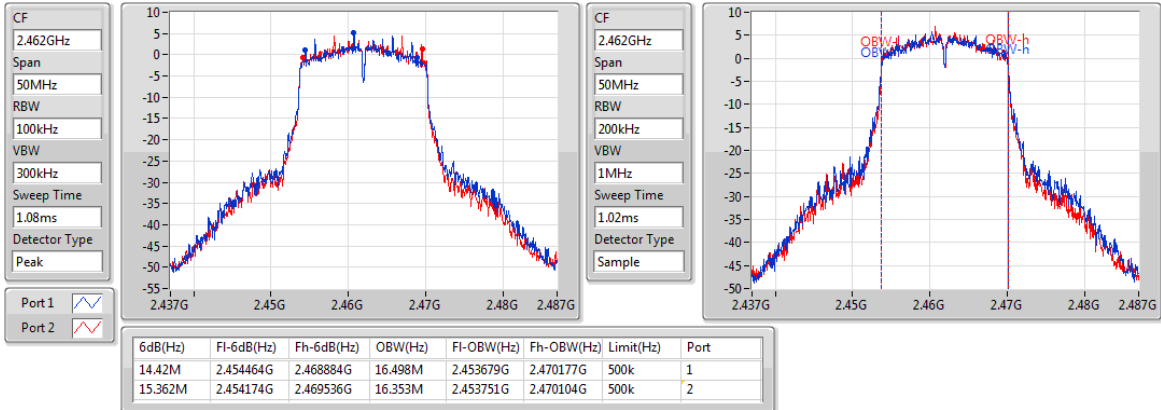 CF
2.462GHz
Span
50MHz
RBW
100kHz
VBW
300kHz
Sweep Time
1.08ms
Detector Type
Peak
Port 1
Port 2
10
5
0
-5
-10
-15
-20
-25
-30
-35
-40
-45
-50
-55
2.437G 2.45G 2.46G 2.47G 2.48G 2.487G
CF
2.462GHz
Span
50MHz
RBW
200kHz
VBW
1MHz
Sweep Time
1.02ms
Detector Type
Sample
10
5
0
-5
-10
-15
-20
-25
-30
-35
-40
-45
-50
OBW-h
OBW-h
2.437G 2.45G 2.46G 2.47G 2.48G 2.487G
6dB(Hz) Fl-6dB(Hz) Fh-6dB(Hz) OBW(Hz) Fl-OBW(Hz) Fh-OBW(Hz) Limit(Hz) Port
14.42M 2.454464G 2.468884G 16.498M 2.453679G 2.470177G 500k 1
15.362M 2.454174G 2.469536G 16.353M 2.453751G 2.470104G 500k 2